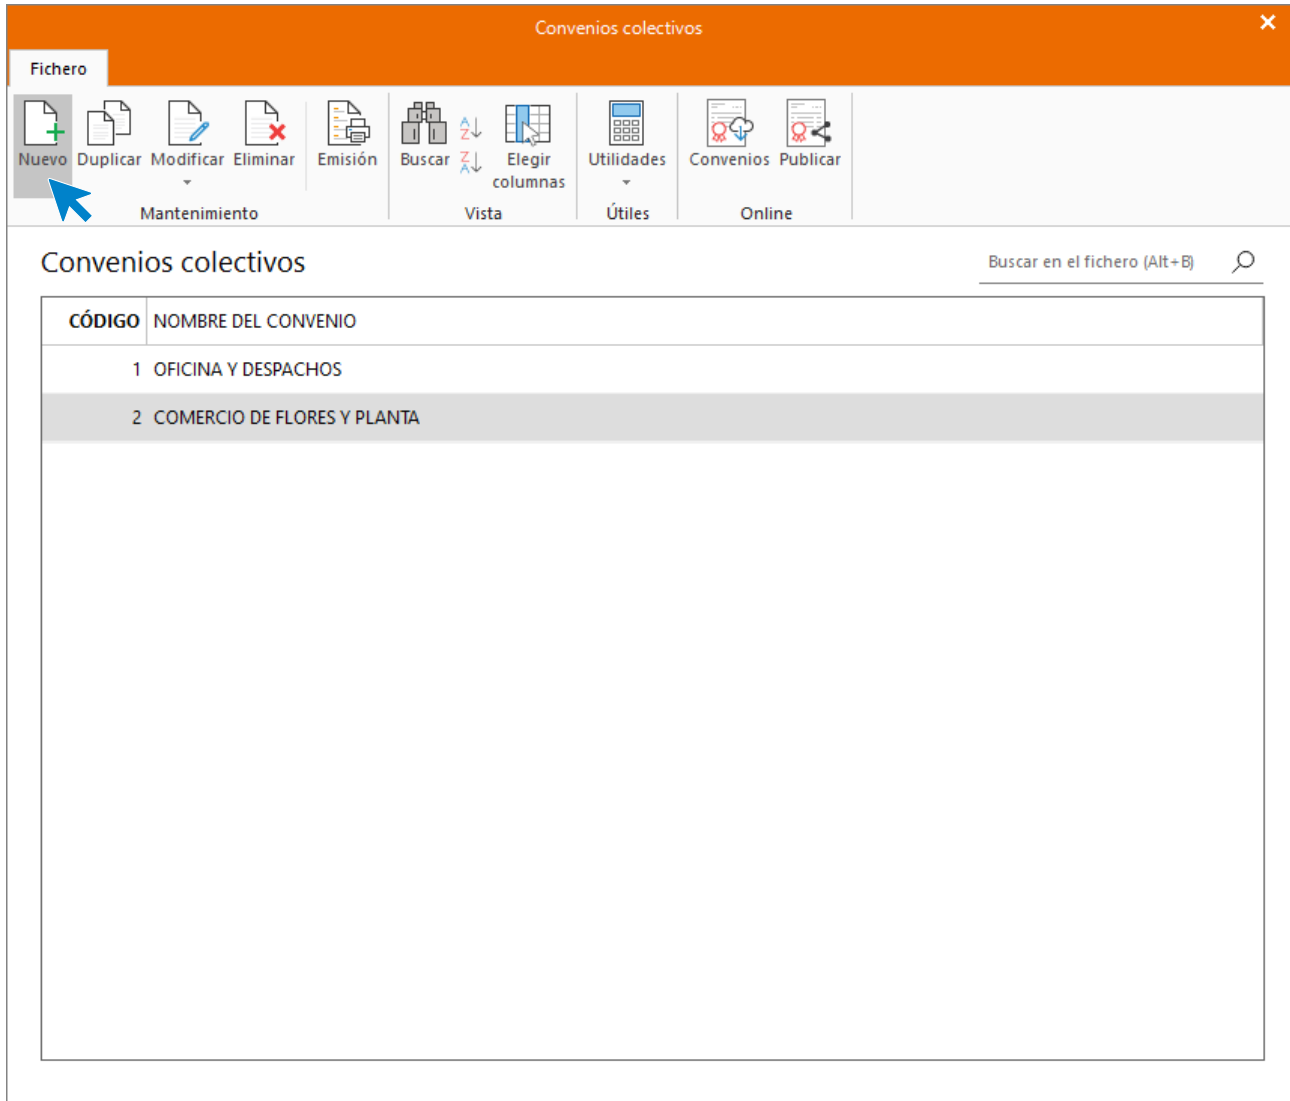 Convenios colectivos
Fichero
Nuevo Duplicar Modificar Eliminar Emisión Buscar Elegir columnas Utilidades Convenios Publicar
Mantenimiento Vista Útiles Online
Convenios colectivos
Buscar en el fichero (Alt+B)
CÓDIGO NOMBRE DEL CONVENIO
1 OFICINA Y DESPACHOS
2 COMERCIO DE FLORES Y PLANTA